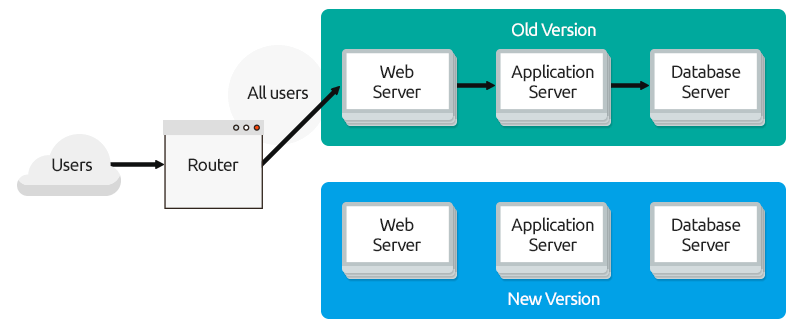 Old Version
Web
Server
Application
Server
Database
Server
All users
Users
Router
Web
Server
Application
Server
Database
Server
New Version